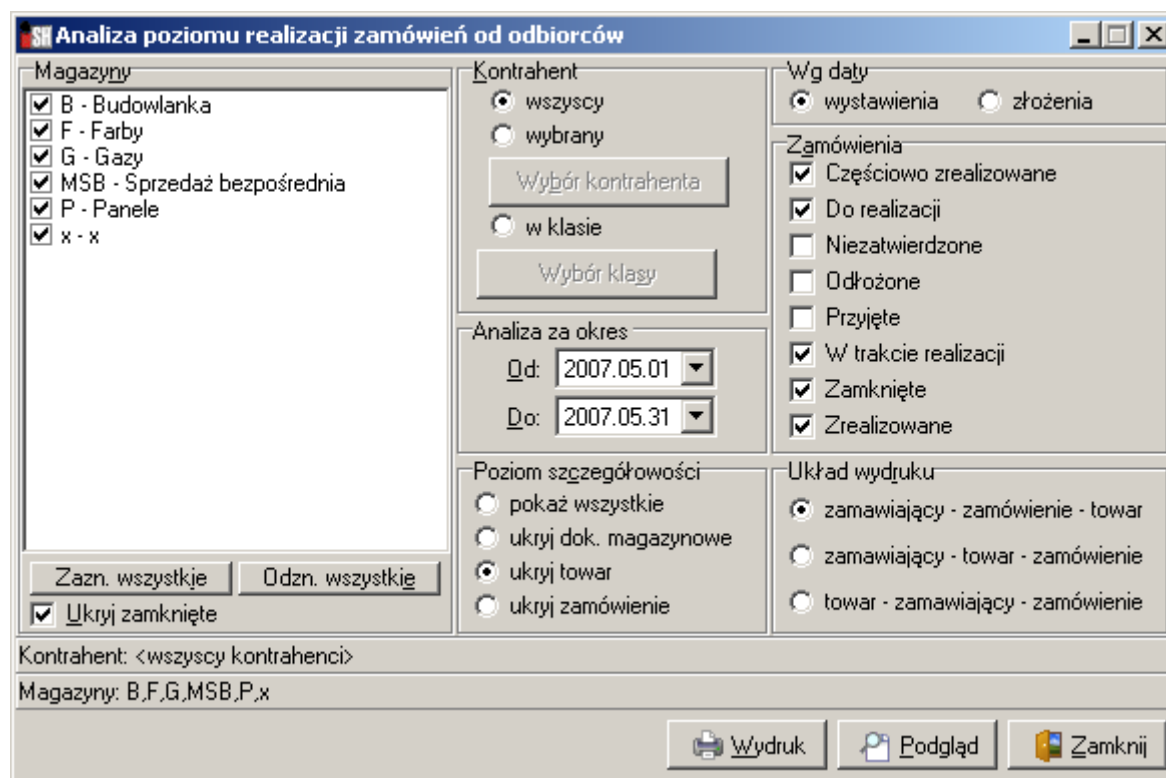 SH Analiza poziomu realizacji zamówień od odbiorców
Magazyny
B - Budowlanka
F - Farby
G - Gazy
MSB - Sprzedaż bezpośrednia
P - Panele
x - x
Zazn. wszystkie
Odzn. wszystkie
Ukryj zamknięte
Kontrahent
wszyscy
wybrany
Wybór kontrahenta
w klasie
Wybór klasy
Analiza za okres
Od: 2007.05.01
Do: 2007.05.31
Poziom szczegółowości
pokaż wszystkie
ukryj dok. magazynowe
ukryj towar
ukryj zamówienie
Wg daty
wystawienia
złożenia
Zamówienia
Częściowo zrealizowane
Do realizacji
Niezatwierdzone
Odłożone
Przyjęte
W trakcie realizacji
Zamknięte
Zrealizowane
Układ wydruku
zamawiający - zamówienie - towar
zamawiający - towar - zamówienie
towar - zamawiający - zamówienie
Kontrahent: <wszyscy kontrahenci>
Magazyny: B,F,G,MSB,P,x
Wydruk
Podgląd
Zamknij